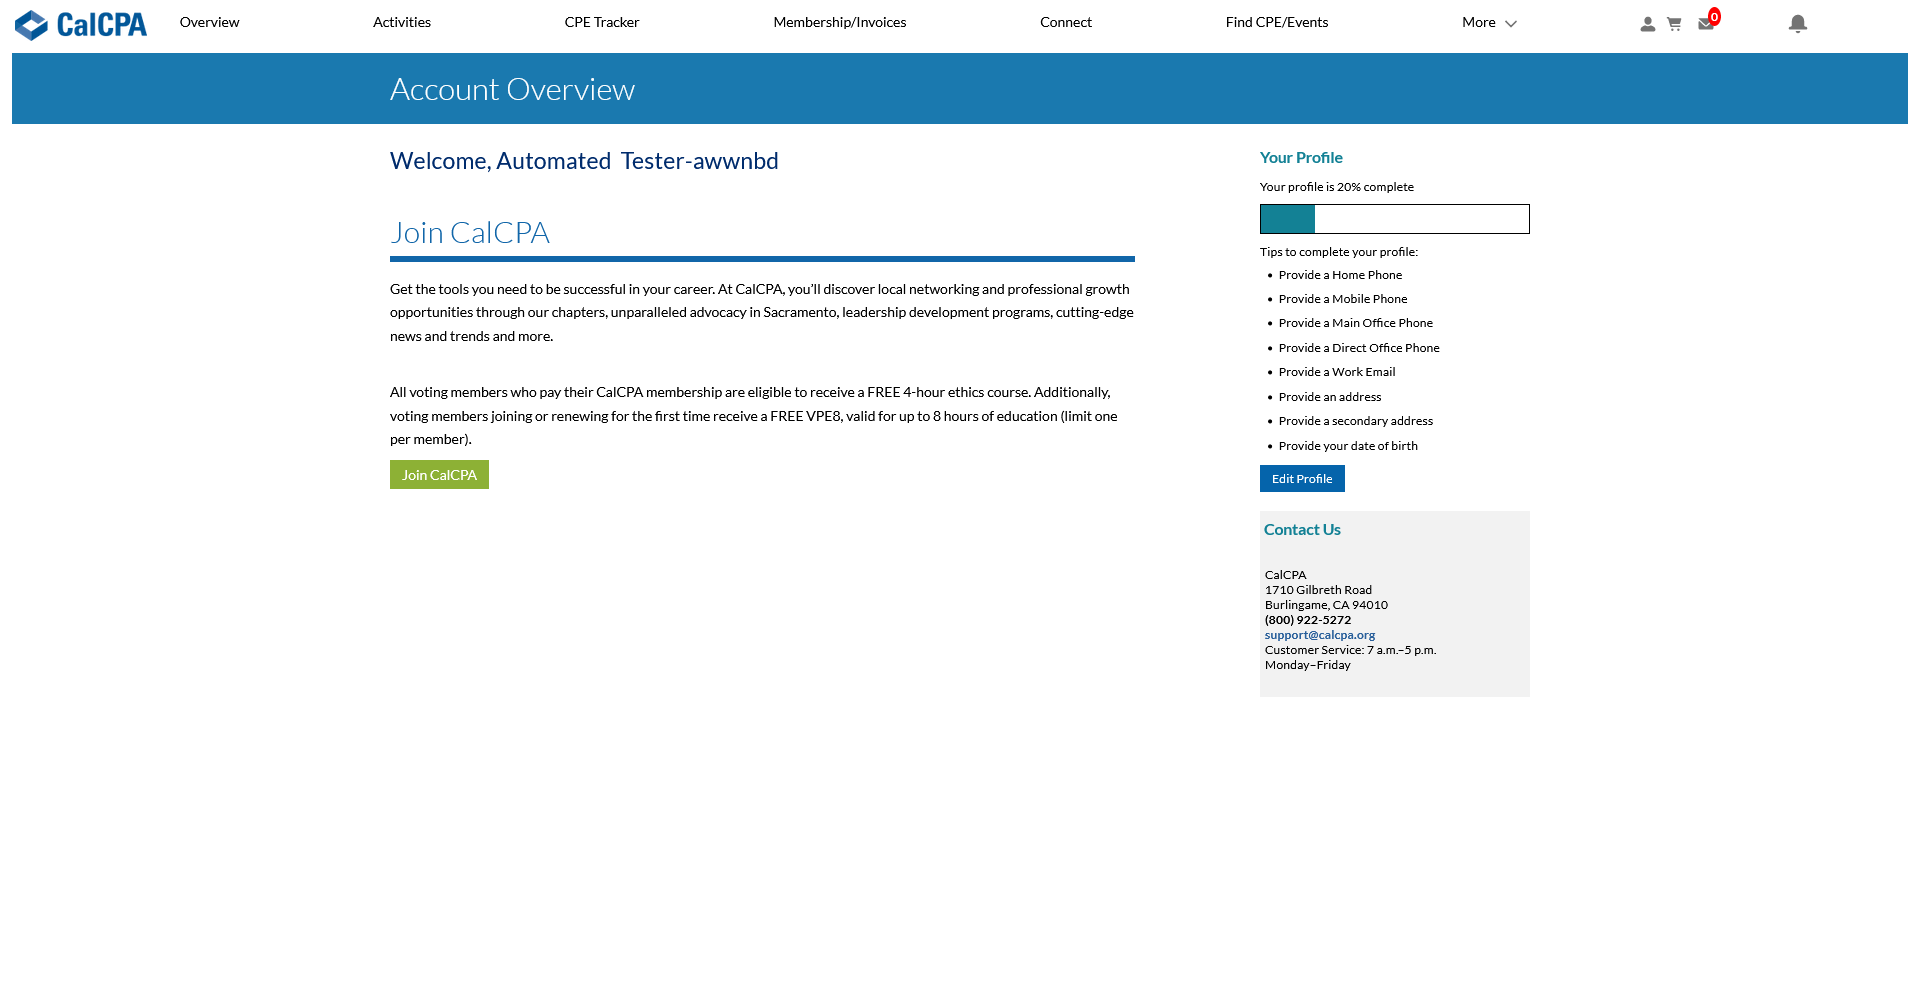 CalCPA
Overview
Activities
CPE Tracker
Membership/Invoices
Connect
Find CPE/Events
More
0
Account Overview
Welcome, Automated  Tester-awwnbd
Join CalCPA
Get the tools you need to be successful in your career. At CalCPA, you'll discover local networking and professional growth
opportunities through our chapters, unparalleled advocacy in Sacramento, leadership development programs, cutting-edge
news and trends and more.
All voting members who pay their CalCPA membership are eligible to receive a FREE 4-hour ethics course. Additionally,
voting members joining or renewing for the first time receive a FREE VPE8, valid for up to 8 hours of education (limit one
per member).
Join CalCPA
Your Profile
Your profile is 20% complete
Tips to complete your profile:
• Provide a Home Phone
• Provide a Mobile Phone
• Provide a Main Office Phone
• Provide a Direct Office Phone
• Provide a Work Email
• Provide an address
• Provide a secondary address
• Provide your date of birth
Edit Profile
Contact Us
CalCPA
1710 Gilbreth Road
Burlingame, CA 94010
(800) 922-5272
support@calcpa.org
Customer Service: 7 a.m.–5 p.m.
Monday–Friday